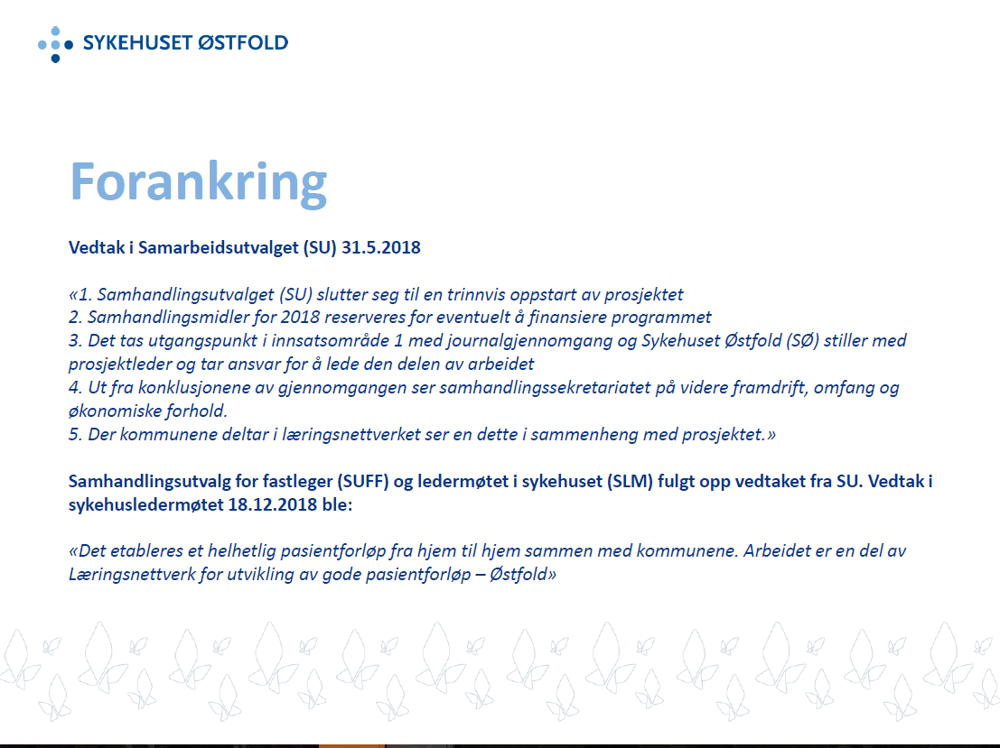 SYKEHUSET ØSTFOLD
Forankring
Vedtak i Samarbeidsutvalget (SU) 31.5.2018
«1. Samhandlingsutvalget (SU) slutter seg til en trinnvis oppstart av prosjektet
2. Samhandlingsmidler for 2018 reserveres for eventuelt å finansiere programmet
3. Det tas utgangspunkt i innsatsområde 1 med journalgjennomgang og Sykehuset Østfold (SØ) stiller med
prosjektleder og tar ansvar for å lede den delen av arbeidet
4. Ut fra konklusjonene av gjennomgangen ser samhandlingssekretariatet på videre framdrift, omfang og
økonomiske forhold.
5. Der kommunene deltar i læringsnettverket ser en dette i sammenheng med prosjektet.»
Samhandlingsutvalg for fastleger (SUFF) og ledermøtet i sykehuset (SLM) fulgt opp vedtaket fra SU. Vedtak i
sykehusledermøtet 18.12.2018 ble:
«Det etableres et helhetlig pasientforløp fra hjem til hjem sammen med kommunene. Arbeidet er en del av
Læringsnettverk for utvikling av gode pasientforløp – Østfold»